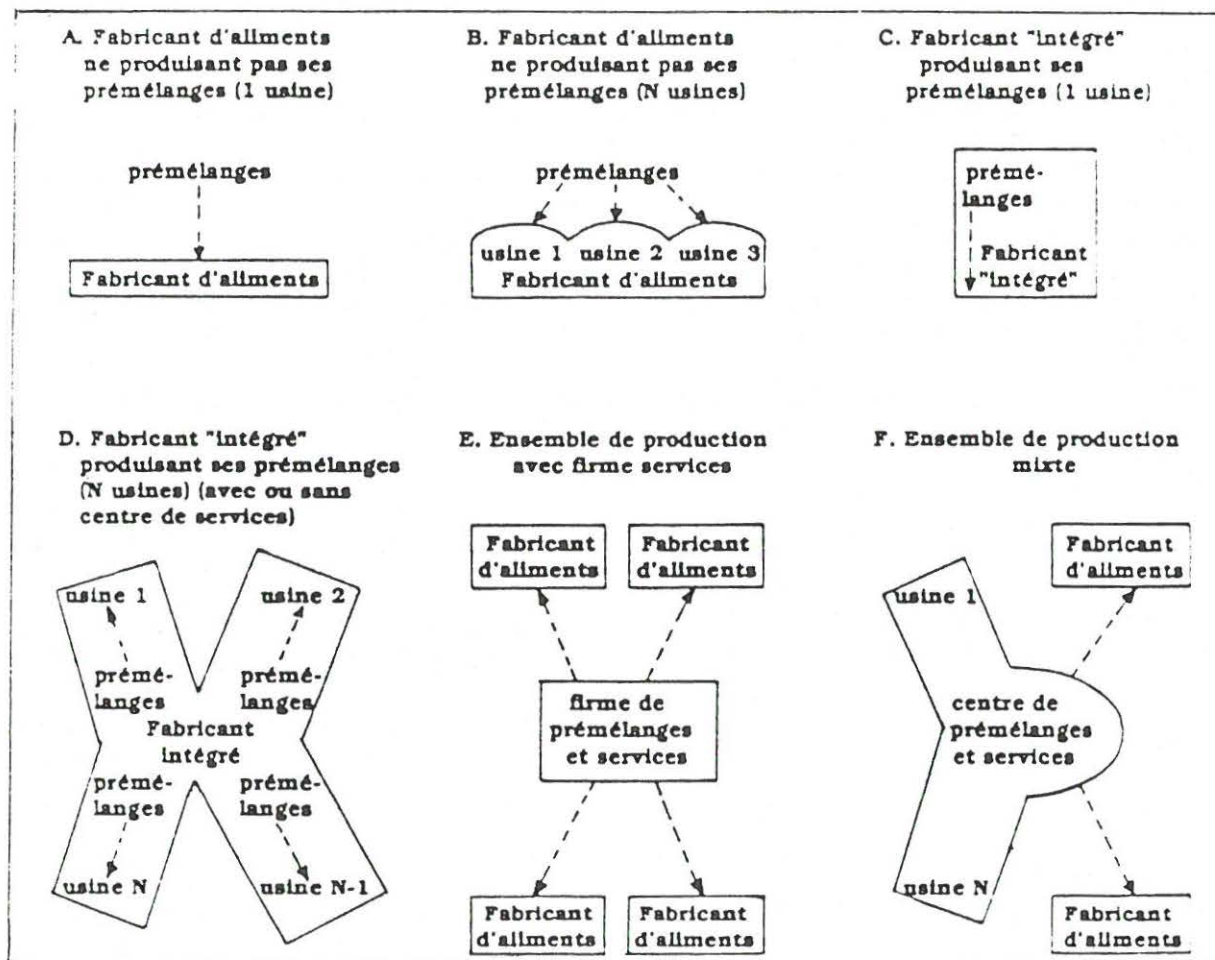 A. Fabricant d'aliments
ne produisant pas ses
prémélanges (1 usine)
prémélanges
Fabricant d'aliments
B. Fabricant d'aliments
ne produisant pas ses
prémélanges (N usines)
prémélanges
usine 1 usine 2 usine 3
Fabricant d'aliments
C. Fabricant "intégré"
produisant ses
prémélanges (1 usine)
prémé-
langes
Fabricant
"intégré"
D. Fabricant "intégré"
produisant ses prémélanges
(N usines) (avec ou sans
centre de services)
usine 1
usine 2
prémé-
langes
prémé-
langes
Fabricant
intégré
prémé-
langes
prémé-
langes
usine N
usine N-1
E. Ensemble de production
avec firme services
Fabricant
d'aliments
Fabricant
d'aliments
firme de
prémélanges
et services
Fabricant
d'aliments
Fabricant
d'aliments
F. Ensemble de production
mixte
Fabricant
d'aliments
usine 1
centre de
prémélanges
et services
usine N
Fabricant
d'aliments